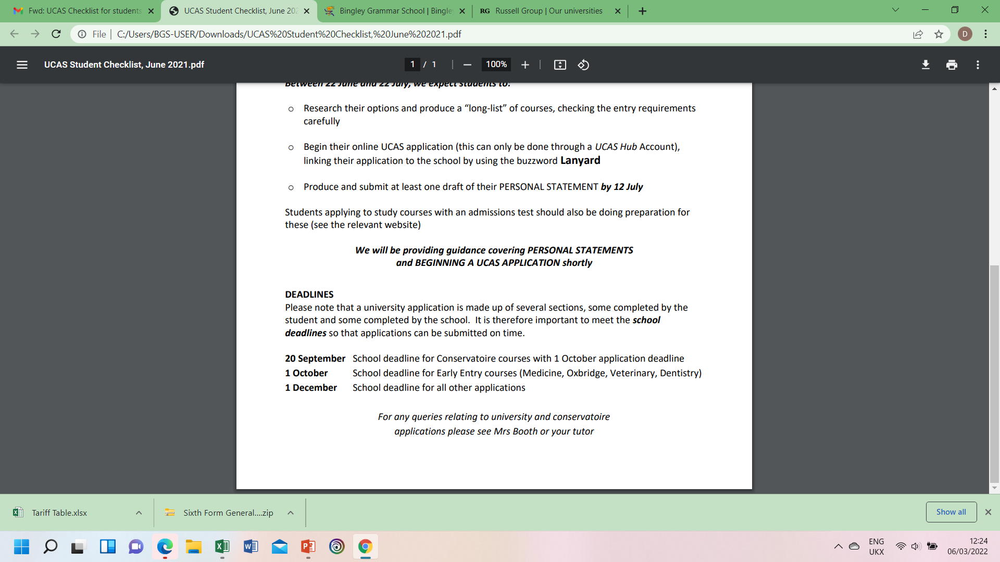 Fwd: UCAS Checklist for students
UCAS Student Checklist, June 202
Bingley Grammar School | Bingle
RG Russell Group | Our universities
File
C:/Users/BGS-USER/Downloads/UCAS%20Student%20Checklist,%20June%202021.pdf
D
UCAS Student Checklist, June 2021.pdf
1 / 1
100%
Between 22 June and 22 July, we expect students to:
o Research their options and produce a “long-list” of courses, checking the entry requirements
carefully
o Begin their online UCAS application (this can only be done through a UCAS Hub Account),
linking their application to the school by using the buzzword Lanyard
o Produce and submit at least one draft of their PERSONAL STATEMENT by 12 July
Students applying to study courses with an admissions test should also be doing preparation for
these (see the relevant website)
We will be providing guidance covering PERSONAL STATEMENTS
and BEGINNING A UCAS APPLICATION shortly
DEADLINES
Please note that a university application is made up of several sections, some completed by the
student and some completed by the school. It is therefore important to meet the school
deadlines so that applications can be submitted on time.
20 September School deadline for Conservatoire courses with 1 October application deadline
1 October School deadline for Early Entry courses (Medicine, Oxbridge, Veterinary, Dentistry)
1 December School deadline for all other applications
For any queries relating to university and conservatoire
applications please see Mrs Booth or your tutor
Tariff Table.xlsx
Sixth Form General....zip
Show all
ENG
UKX
12:24
06/03/2022